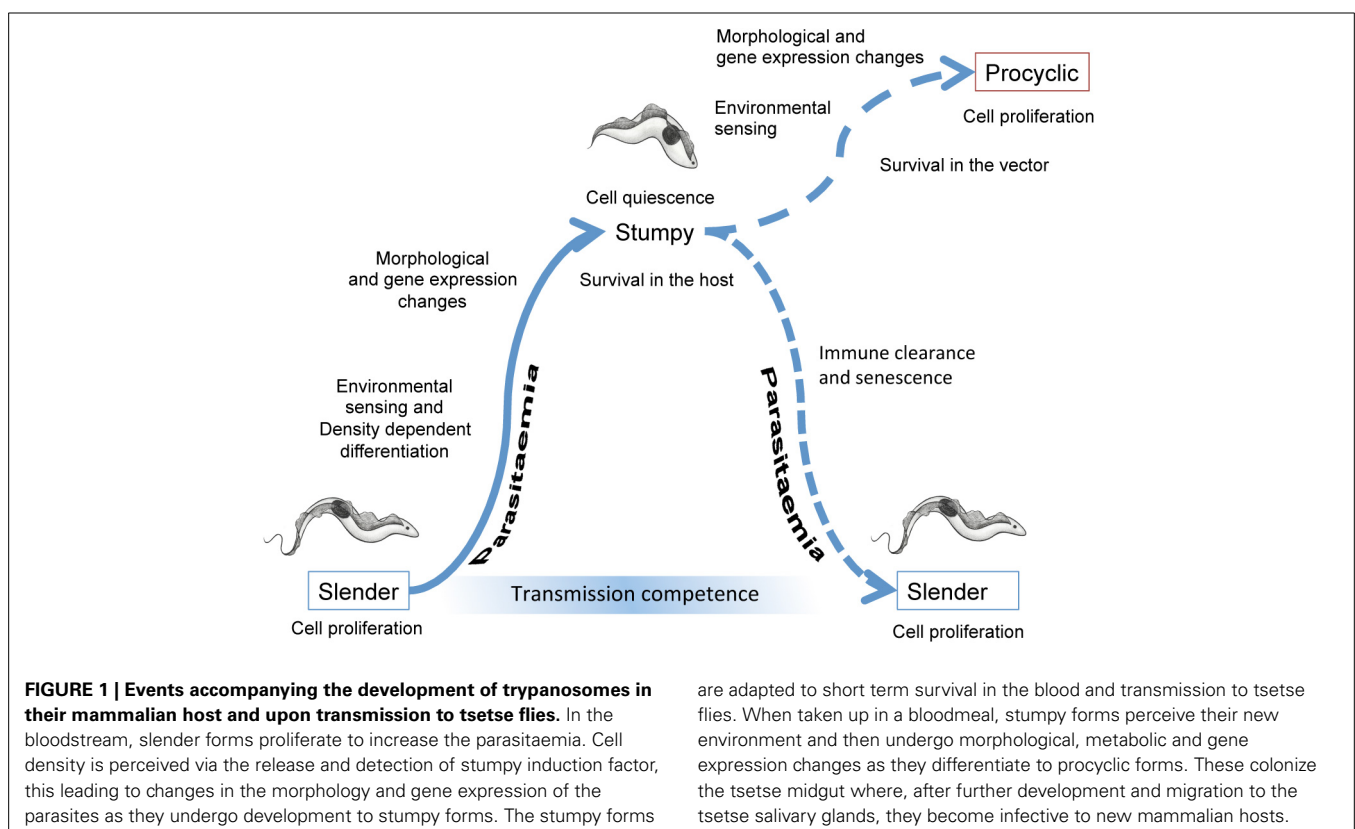 Morphological and
gene expression changes
Procyclic
Environmental
sensing
Cell proliferation
Survival in the vector
Cell quiescence
Stumpy
Survival in the host
Morphological
and gene expression
changes
Environmental
sensing and
Density dependent
differentiation
Parasitaemia
Parasitaemia
Immune clearance
and senescence
Slender
Cell proliferation
Transmission competence
Slender
Cell proliferation
FIGURE 1 | Events accompanying the development of trypanosomes in
their mammalian host and upon transmission to tsetse flies. In the
bloodstream, slender forms proliferate to increase the parasitaemia. Cell
density is perceived via the release and detection of stumpy induction factor,
this leading to changes in the morphology and gene expression of the
parasites as they undergo development to stumpy forms. The stumpy forms
are adapted to short term survival in the blood and transmission to tsetse
flies. When taken up in a bloodmeal, stumpy forms perceive their new
environment and then undergo morphological, metabolic and gene
expression changes as they differentiate to procyclic forms. These colonize
the tsetse midgut where, after further development and migration to the
tsetse salivary glands, they become infective to new mammalian hosts.